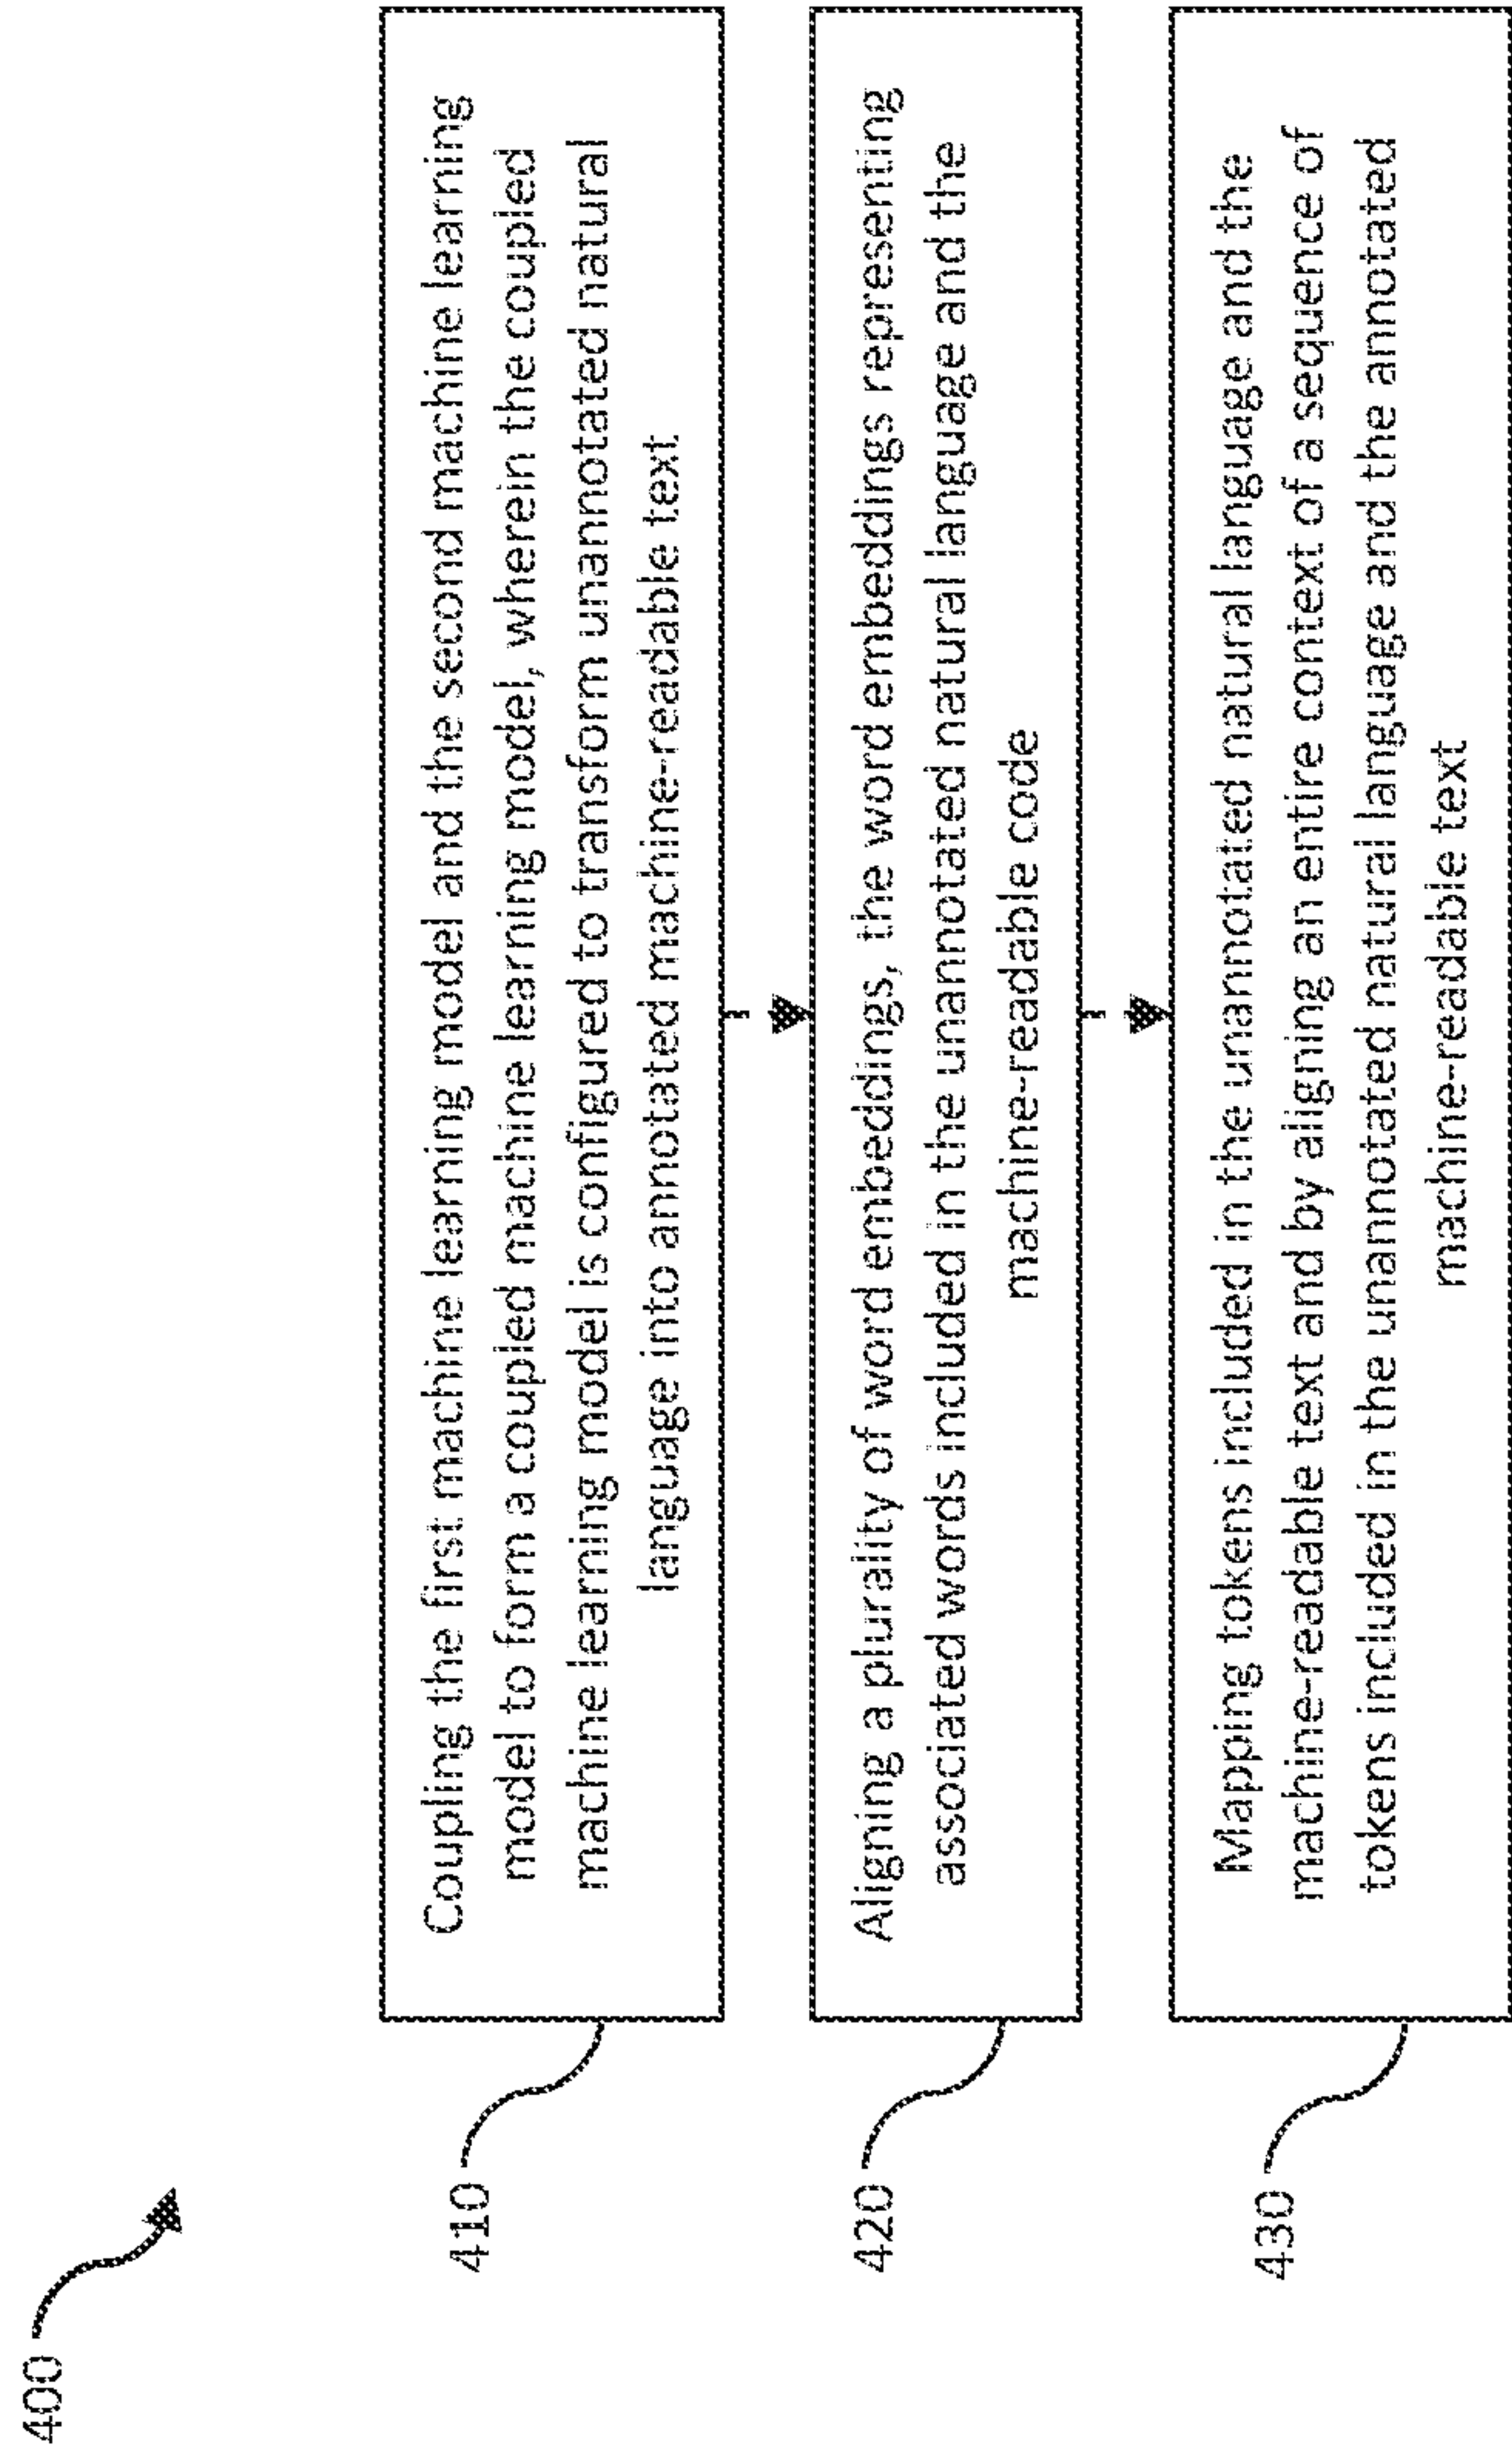 400
410
Coupling the first machine learning model and the second machine learning
model to form a coupled machine learning model, wherein the coupled
machine learning model is configured to transform unannotated natural
language into annotated machine-readable text
420
Aligning a plurality of word embeddings, the word embeddings representing
associated words included in the unannotated natural language and the
machine-readable code
430
Mapping tokens included in the unannotated natural language and the
machine-readable text and by aligning an entire context of a sequence of
tokens included in the unannotated natural language and the annotated
machine-readable text